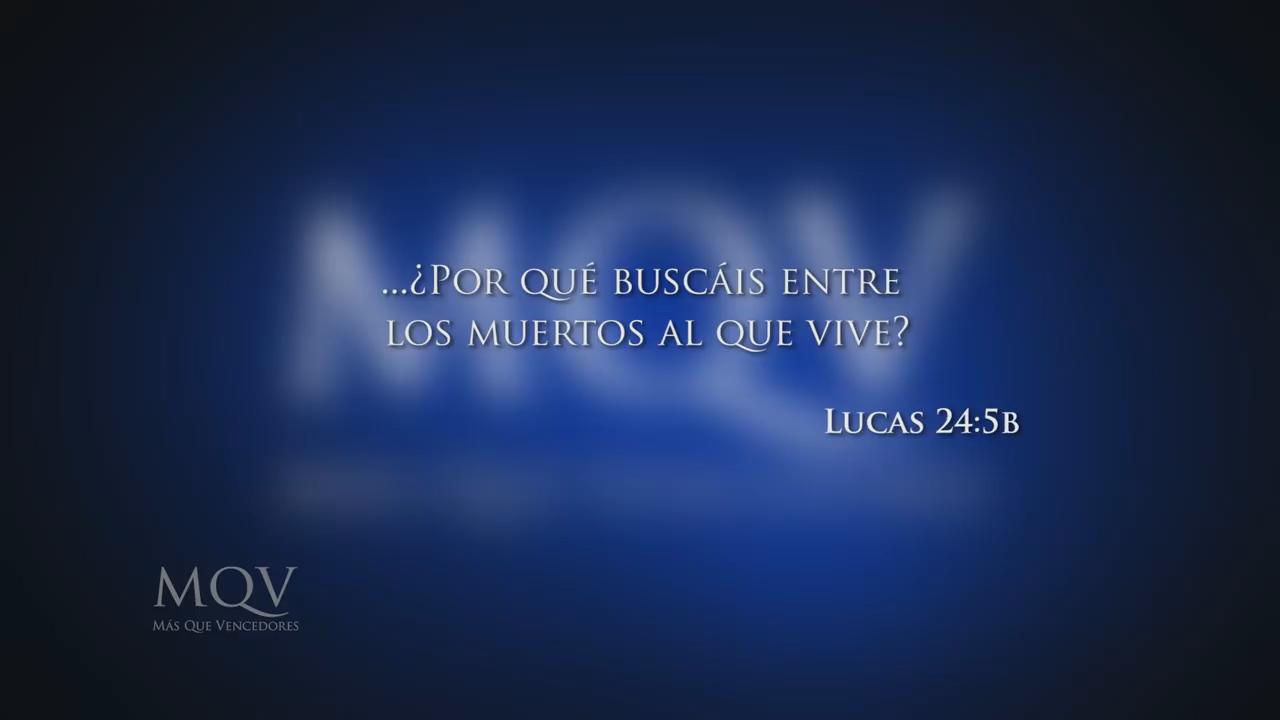 ...¿Por qué buscáis entre
los muertos al que vive?
Lucas 24:5b
MQV
Más Que Vencedores